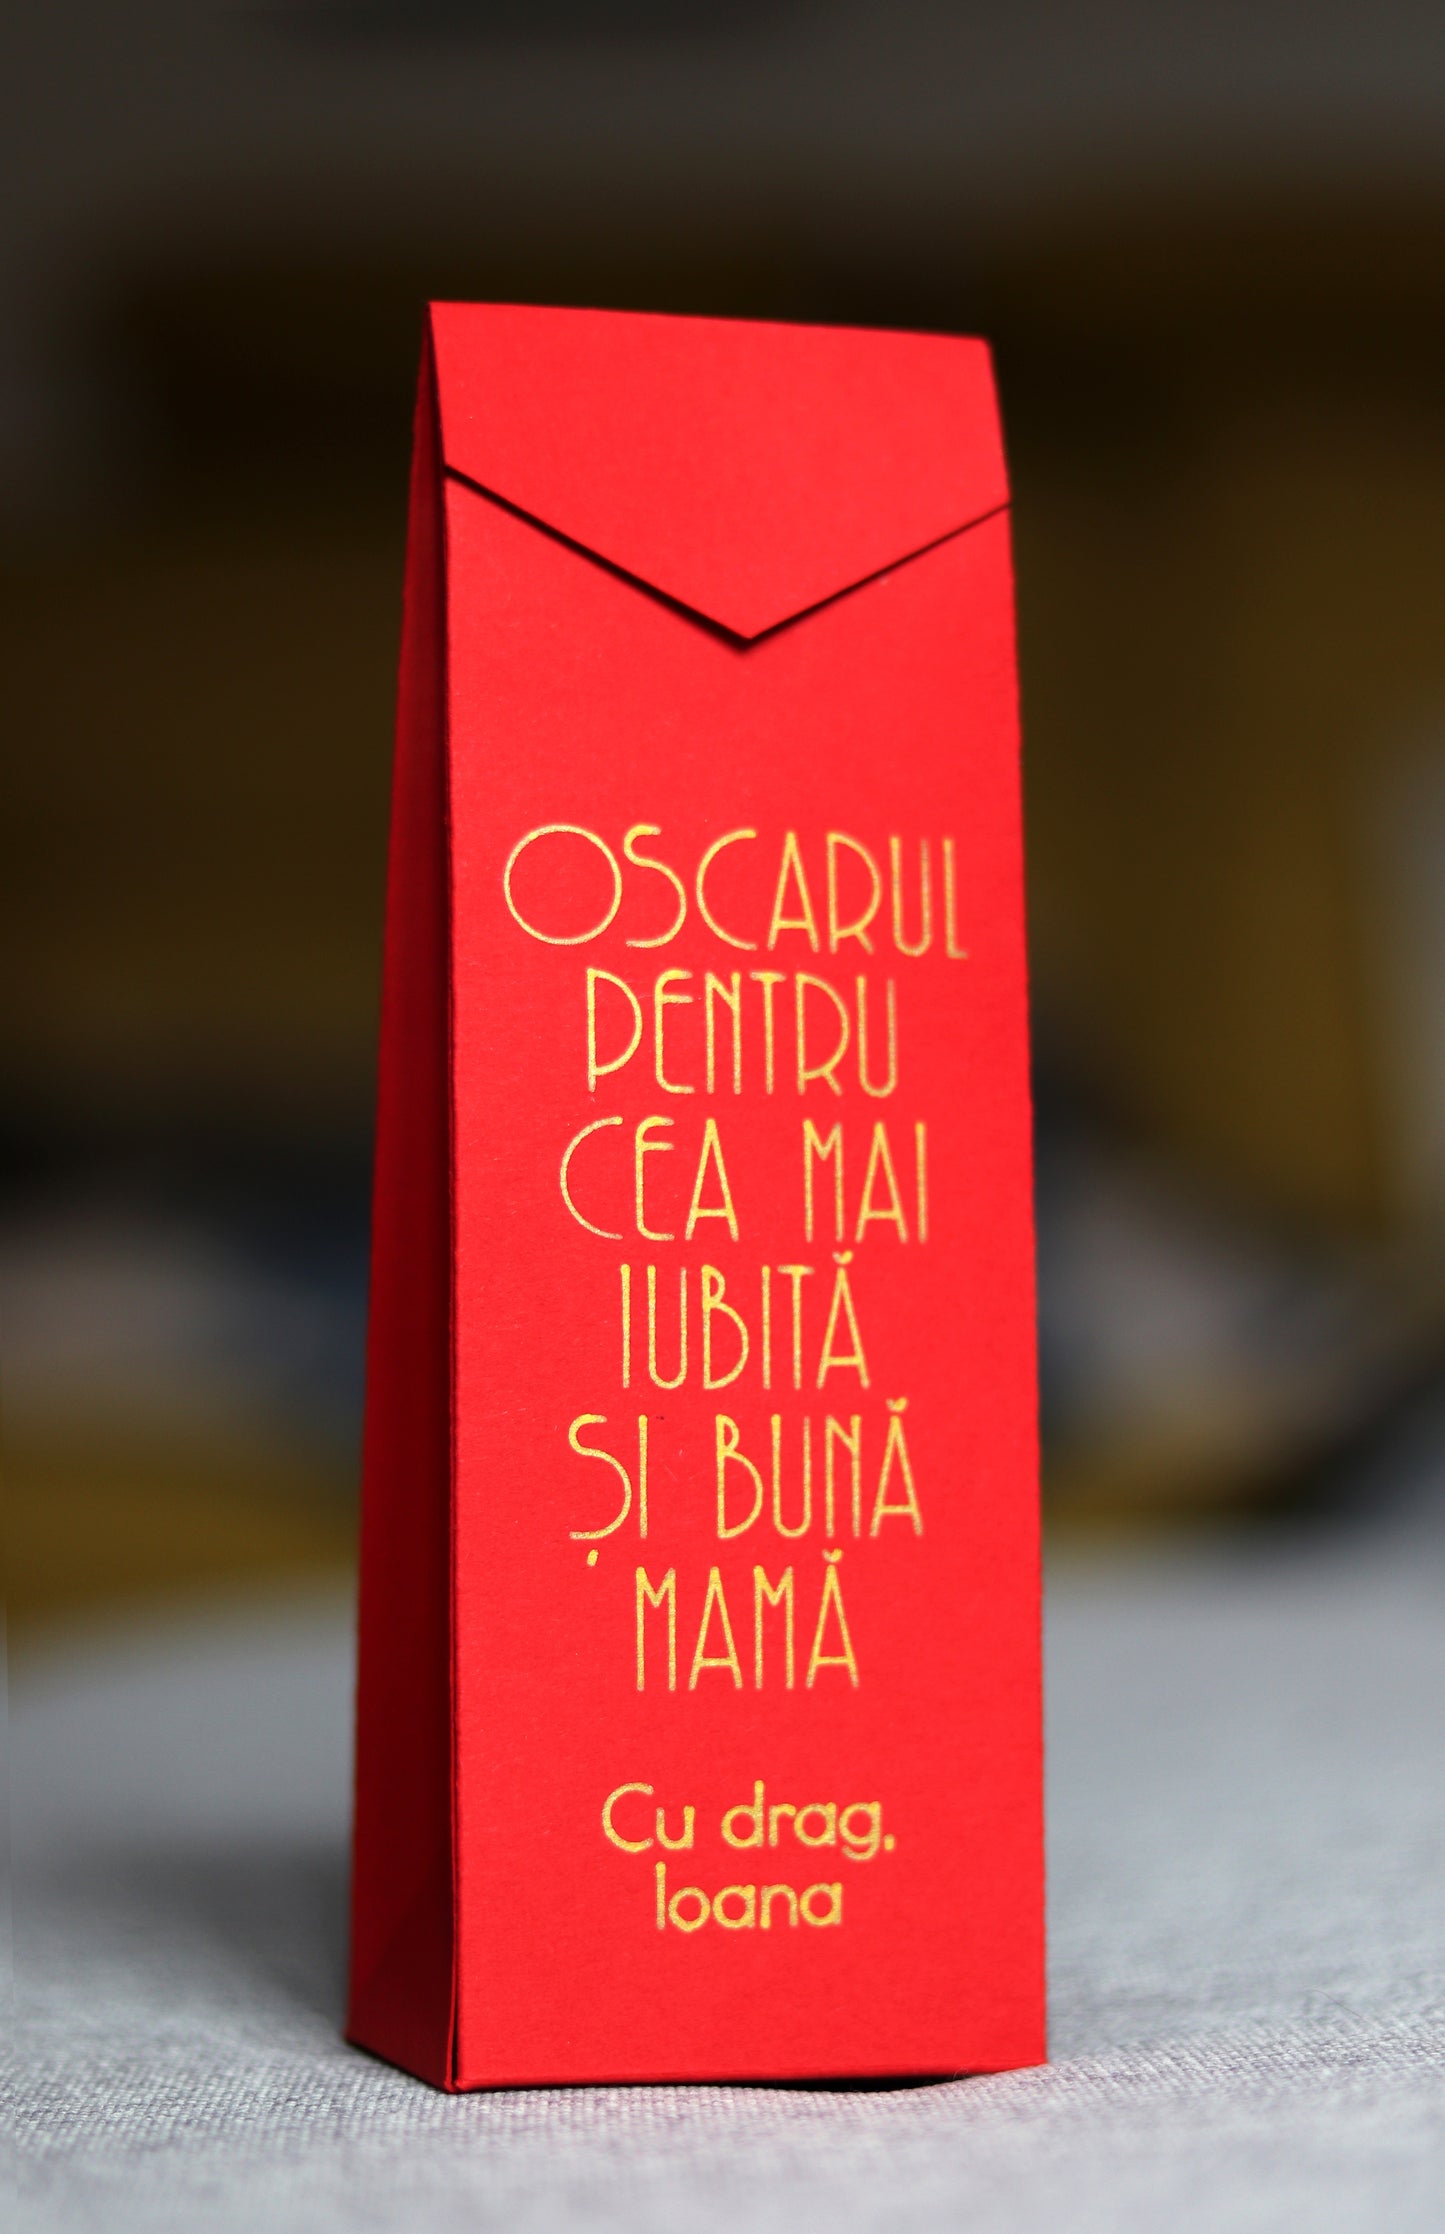 OSCARUL
PENTRU
CEA MAI
IUBITĂ
ȘI BUNĂ
MAMĂ
Cu drag,
Ioana